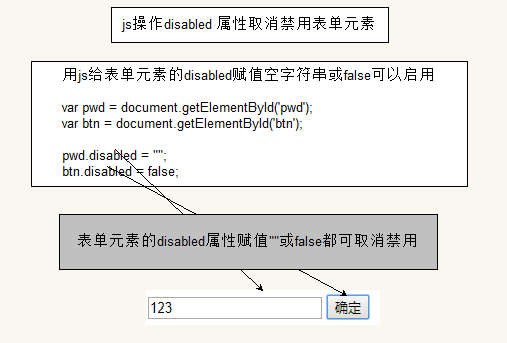 js操作disabled 属性取消禁用表单元素
用js给表单元素的disabled赋值空字符串或false可以启用
var pwd = document.getElementById('pwd');
var btn = document.getElementById('btn');
pwd.disabled = "";
btn.disabled = false;
表单元素的disabled属性赋值""或false都可取消禁用
123 确定